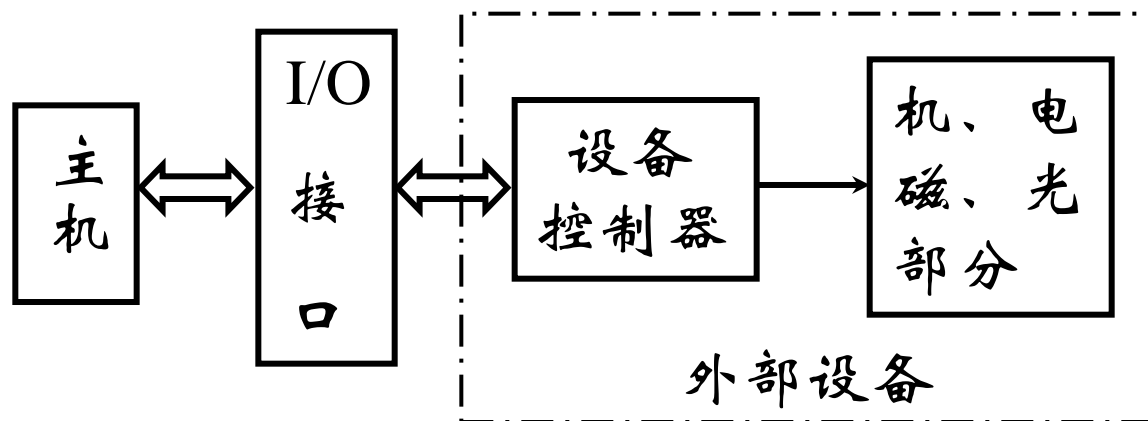 主
机
I/O
接
口
设备
控制器
机、电
磁、光
部分
外部设备